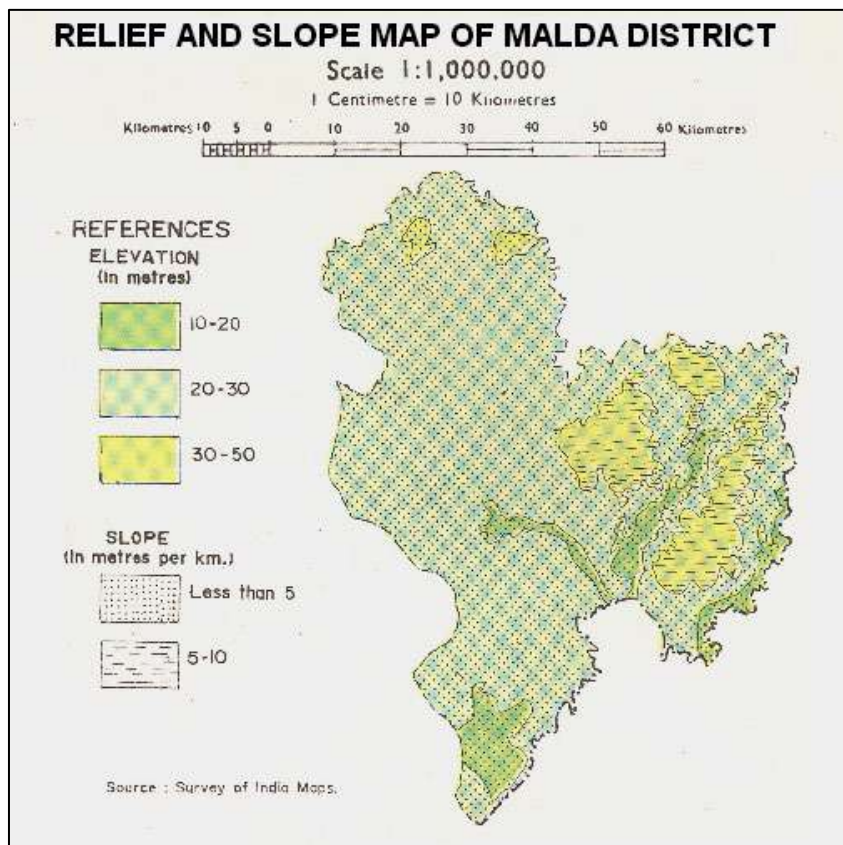 RELIEF AND SLOPE MAP OF MALDA DISTRICT
Scale 1:1,000,000
1 Centimetre = 10 Kilometres
Kilometres 10 5 0 10 20 30 40 50 60 Kilometres
REFERENCES
ELEVATION
(in metres)
10-20
20-30
30-50
SLOPE
(in metres per km.)
Less than 5
5-10
Source : Survey of India Maps.